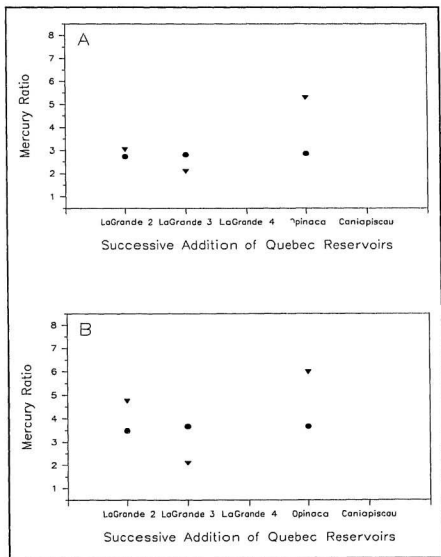 A
8
7
6
5
4
3
2
1
Mercury Ratio
LaGrande 2 LaGrande 3 LaGrande 4 Opinaca Caniapiscau
Successive Addition of Quebec Reservoirs
B
8
7
6
5
4
3
2
1
Mercury Ratio
LaGrande 2 LaGrande 3 LaGrande 4 Opinaca Caniapiscau
Successive Addition of Quebec Reservoirs